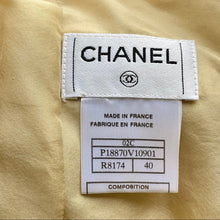 CHANEL
MADE IN FRANCE
FABRIQUE EN FRANCE
02C
P18870V10901
R8174 40
COMPOSITION